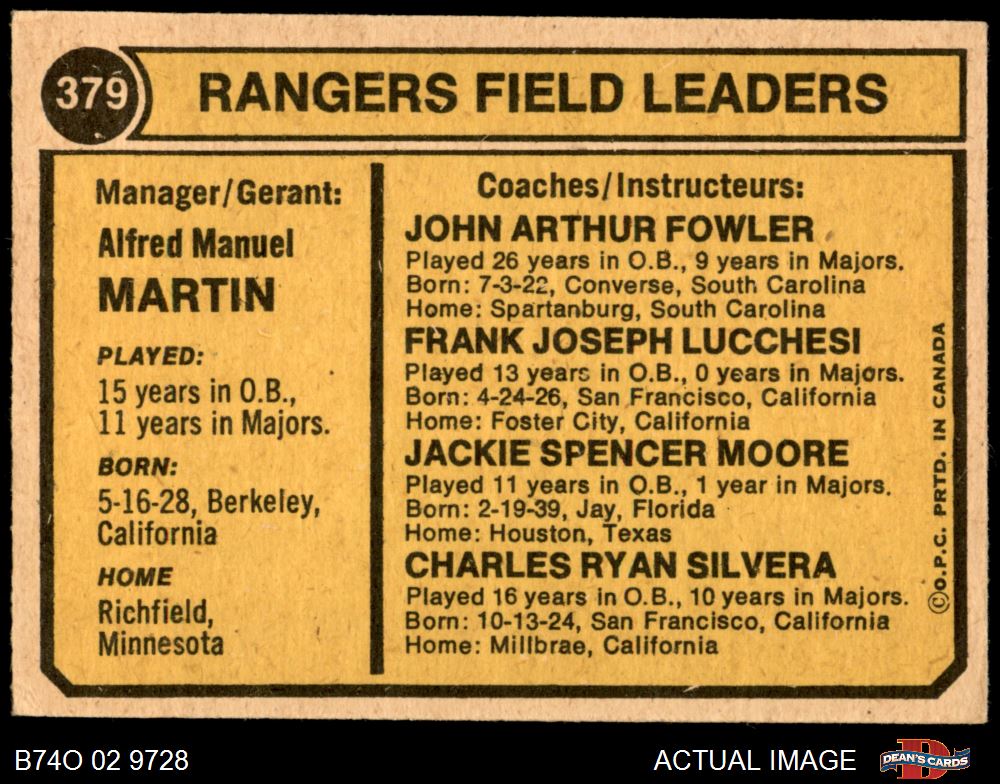 379
RANGERS FIELD LEADERS
Manager/Gerant:
Alfred Manuel
MARTIN
PLAYED:
15 years in O.B.,
11 years in Majors.
BORN:
5-16-28, Berkeley,
California
HOME
Richfield,
Minnesota
Coaches/Instructeurs:
JOHN ARTHUR FOWLER
Played 26 years in O.B., 9 years in Majors.
Born: 7-3-22, Converse, South Carolina
Home: Spartanburg, South Carolina
FRANK JOSEPH LUCCHESI
Played 13 years in O.B., 0 years in Majors.
Born: 4-24-26, San Francisco, California
Home: Foster City, California
JACKIE SPENCER MOORE
Played 11 years in O.B., 1 year in Majors.
Born: 2-19-39, Jay, Florida
Home: Houston, Texas
CHARLES RYAN SILVERA
Played 16 years in O.B., 10 years in Majors.
Born: 10-13-24, San Francisco, California
Home: Millbrae, California
©O.P.C. PRTD. IN CANADA
B74O 02 9728
ACTUAL IMAGE
D
DEAN'S CARDS